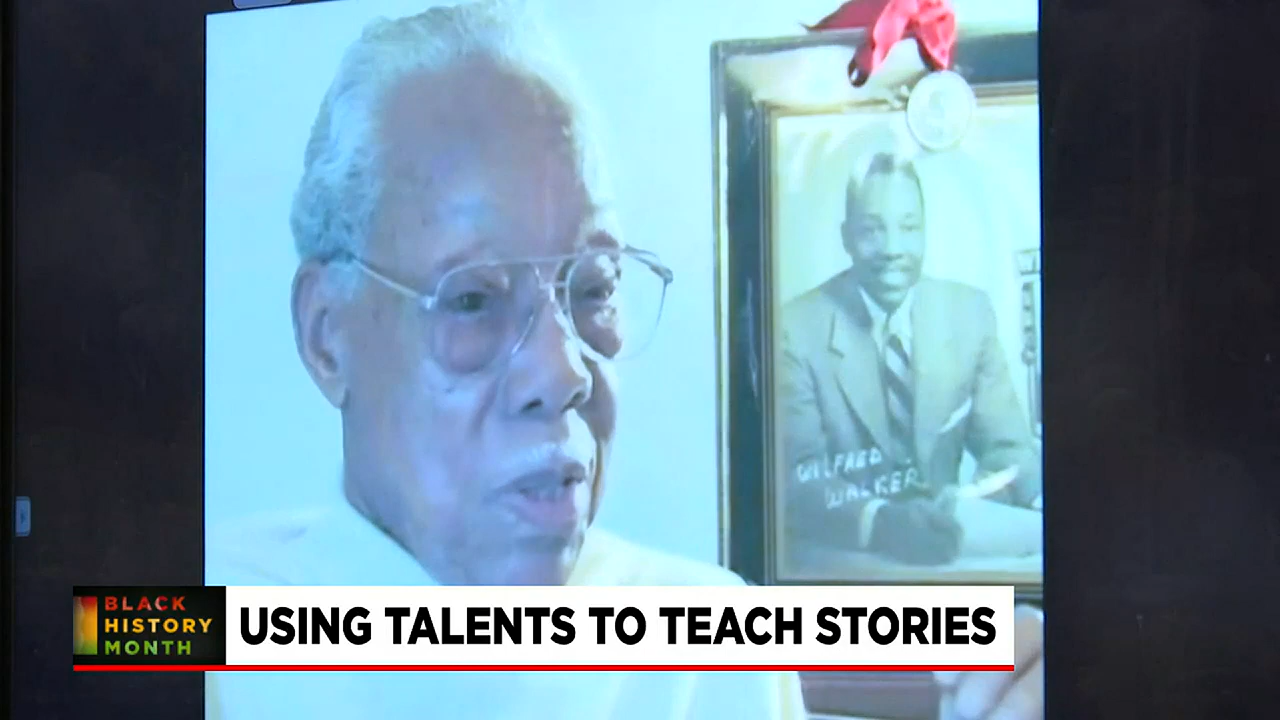 WILFRED
WALKER
BLACK
HISTORY
MONTH
USING TALENTS TO TEACH STORIES